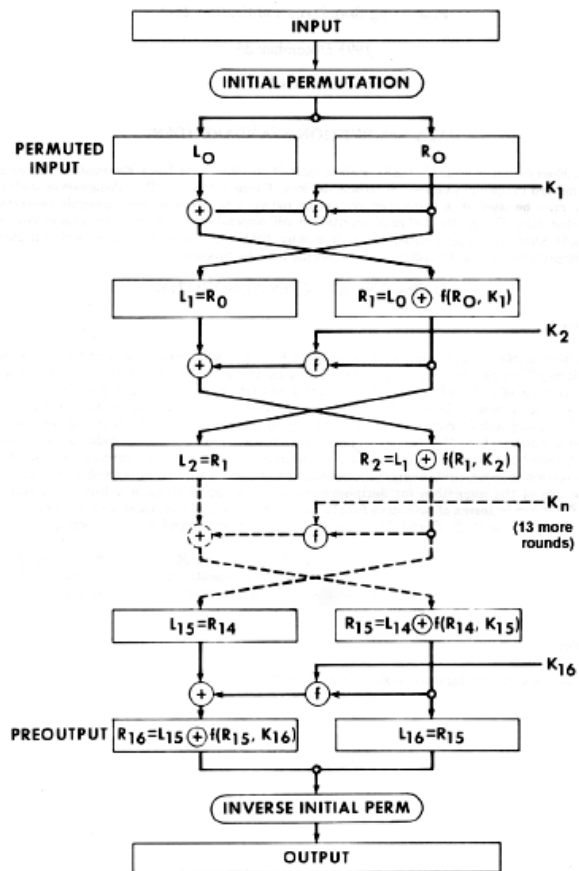 INPUT
INITIAL PERMUTATION
PERMUTED INPUT
L₀
R₀
K₁
+
f
L₁=R₀
R₁=L₀ ⊕ f(R₀, K₁)
K₂
+
f
L₂=R₁
R₂=L₁ ⊕ f(R₁, K₂)
Kₙ
(13 more rounds)
+
f
L₁₅=R₁₄
R₁₅=L₁₄ ⊕ f(R₁₄, K₁₅)
K₁₆
+
f
PREOUTPUT
R₁₆=L₁₅ ⊕ f(R₁₅, K₁₆)
L₁₆=R₁₅
INVERSE INITIAL PERM
OUTPUT